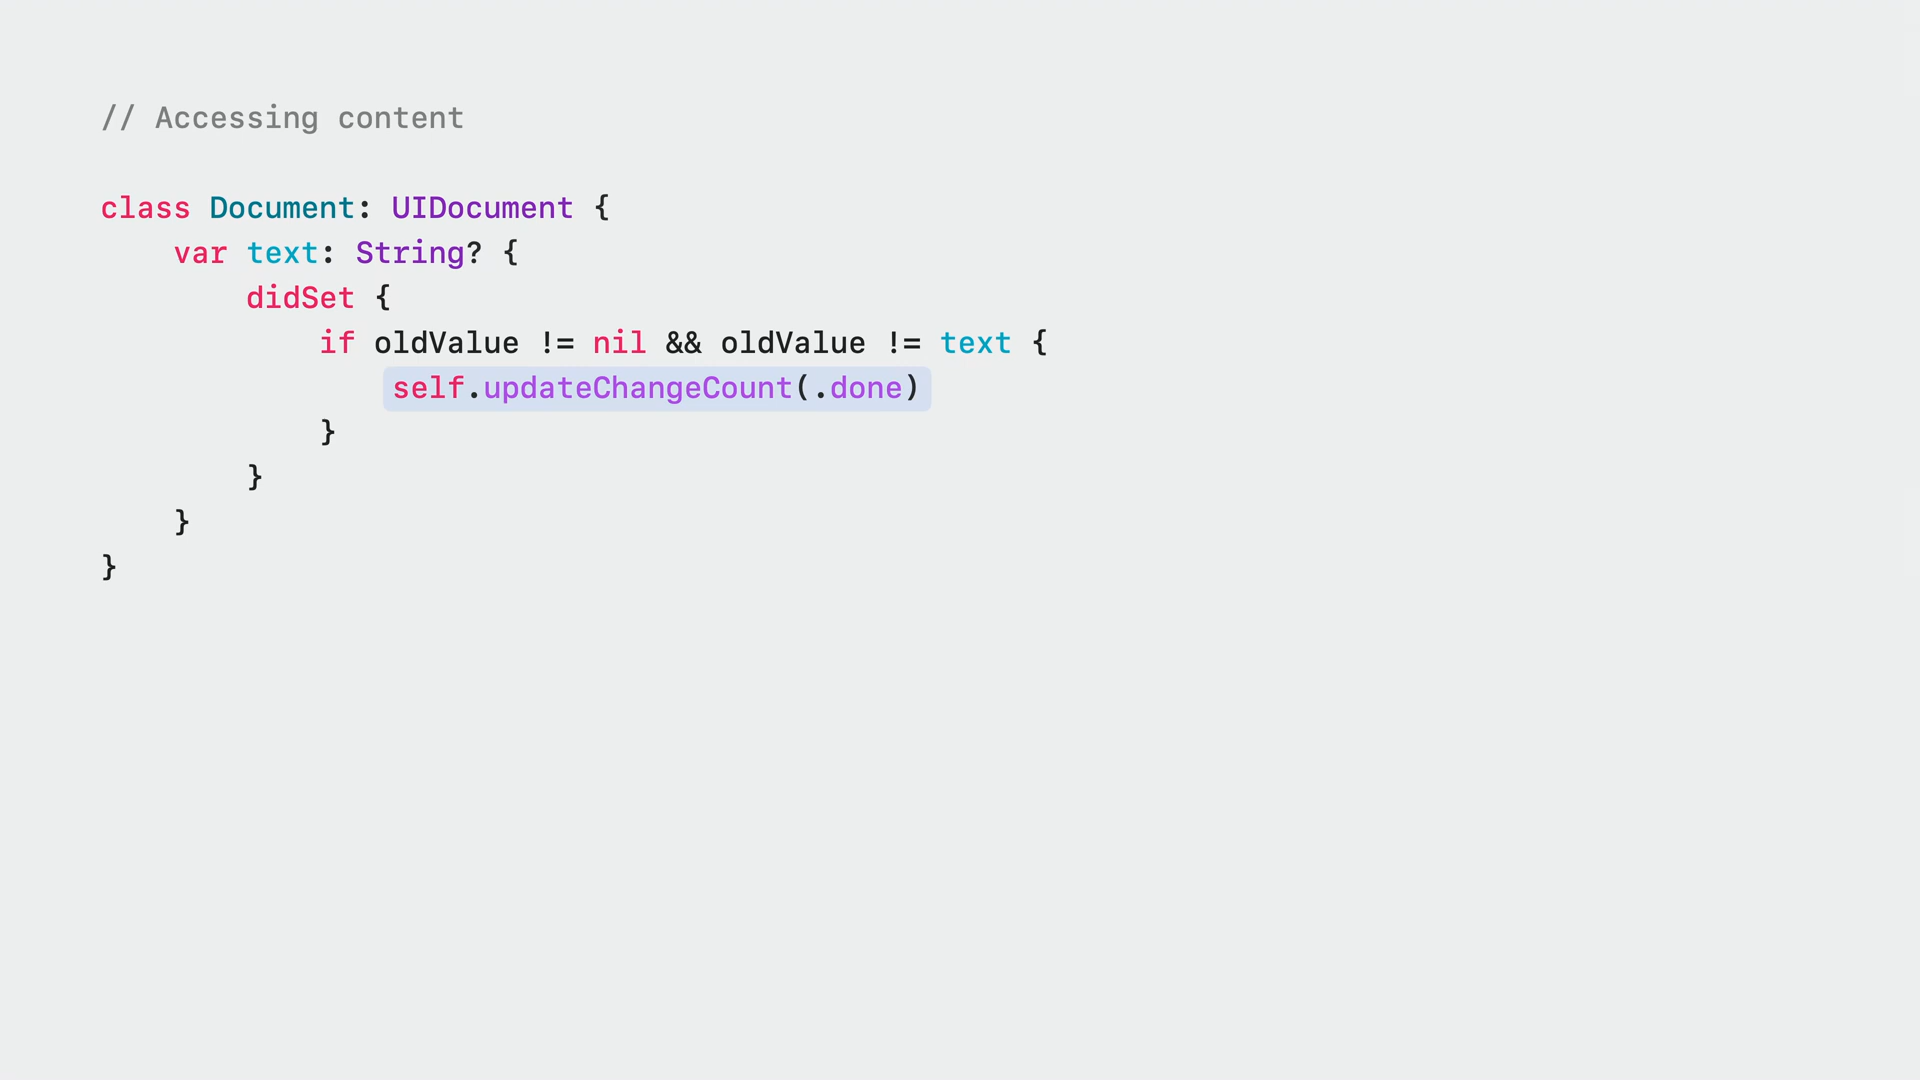 // Accessing content
class Document: UIDocument {
    var text: String? {
        didSet {
            if oldValue != nil && oldValue != text {
                self.updateChangeCount(.done)
            }
        }
    }
}